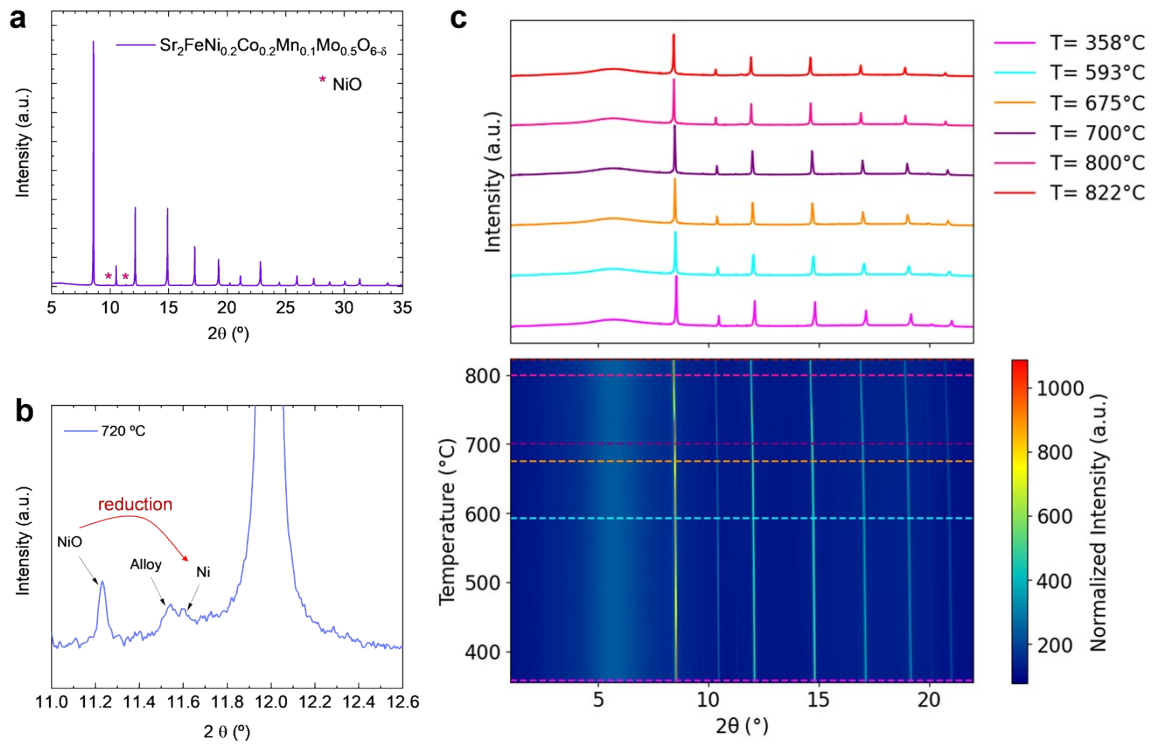 a
Sr₂FeNi₀.₂Co₀.₂Mn₀.₁Mo₀.₅O₆₋δ
* NiO
* *
Intensity (a.u.)
5 10 15 20 25 30 35
2θ (º)
b
720 ºC
reduction
NiO
Alloy
Ni
Intensity (a.u.)
11.0 11.2 11.4 11.6 11.8 12.0 12.2 12.4 12.6
2 θ (º)
c
T= 358°C
T= 593°C
T= 675°C
T= 700°C
T= 800°C
T= 822°C
Intensity (a.u.)
800
700
600
500
400
Temperature (°C)
5 10 15 20
2θ (°)
1000
800
600
400
200
Normalized Intensity (a.u.)